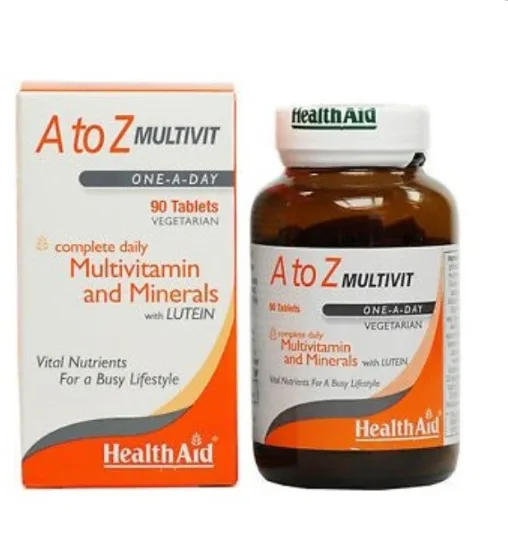 A to Z MULTIVIT
ONE-A-DAY
90 Tablets
VEGETARIAN
complete daily
Multivitamin
and Minerals
with LUTEIN
Vital Nutrients
For a Busy Lifestyle
HealthAid
HealthAid
A to Z MULTIVIT
90 Tablets
ONE-A-DAY
VEGETARIAN
complete daily
Multivitamin
and Minerals with LUTEIN
Vital Nutrients For A Busy Lifestyle
HealthAid